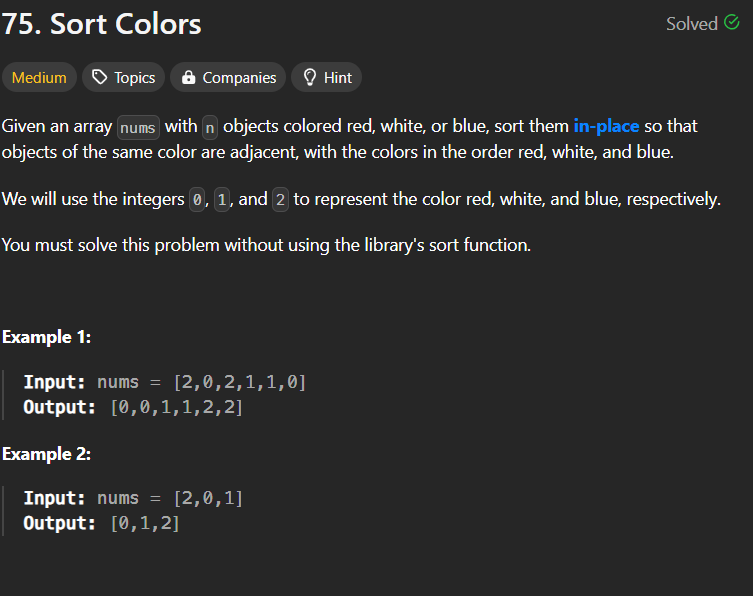 75. Sort Colors
Solved
Medium
Topics
Companies
Hint
Given an array nums with n objects colored red, white, or blue, sort them in-place so that
objects of the same color are adjacent, with the colors in the order red, white, and blue.
We will use the integers 0, 1, and 2 to represent the color red, white, and blue, respectively.
You must solve this problem without using the library's sort function.
Example 1:
Input: nums = [2,0,2,1,1,0]
Output: [0,0,1,1,2,2]
Example 2:
Input: nums = [2,0,1]
Output: [0,1,2]